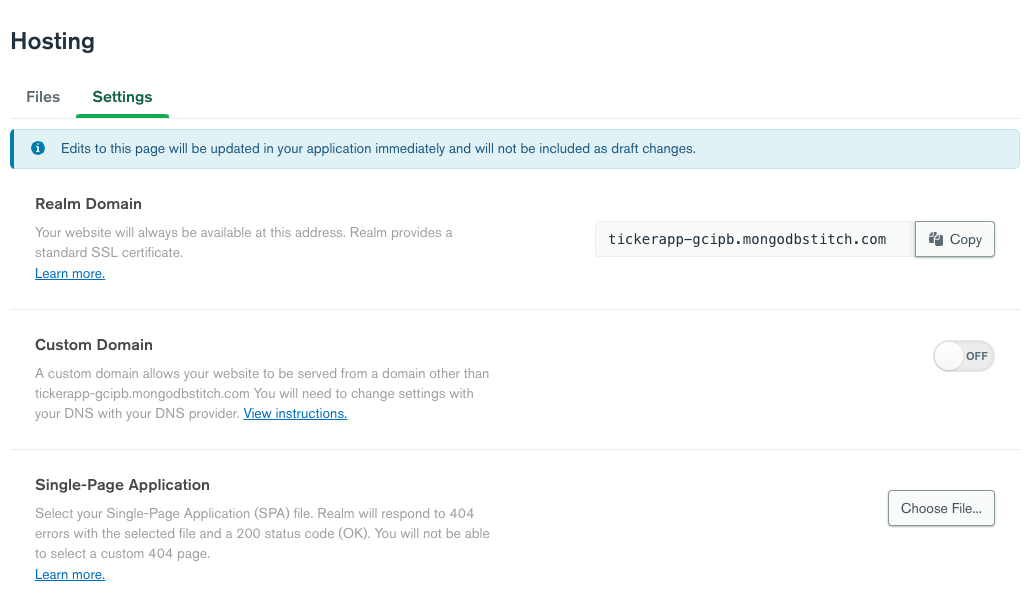 Hosting
Files Settings
Edits to this page will be updated in your application immediately and will not be included as draft changes.
Realm Domain
Your website will always be available at this address. Realm provides a
standard SSL certificate.
Learn more.
tickerapp-gcipb.mongodbstitch.com Copy
Custom Domain
OFF
A custom domain allows your website to be served from a domain other than
tickerapp-gcipb.mongodbstitch.com You will need to change settings with
your DNS with your DNS provider. View instructions.
Single-Page Application
Select your Single-Page Application (SPA) file. Realm will respond to 404
errors with the selected file and a 200 status code (OK). You will not be able
to select a custom 404 page.
Learn more.
Choose File...